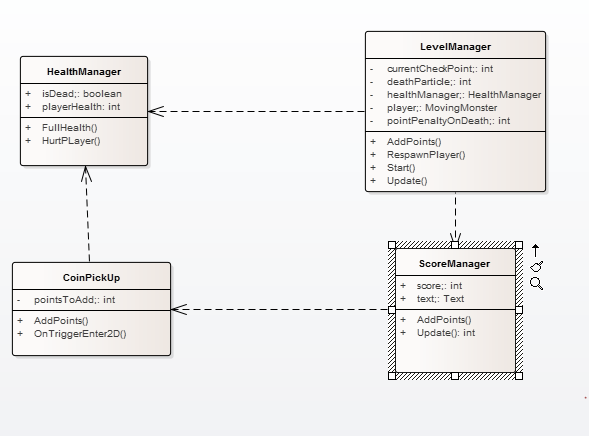 HealthManager
+ isDead;: boolean
+ playerHealth: int
+ FullHealth()
+ HurtPLayer()
LevelManager
- currentCheckPoint;: int
- deathParticle;: int
- healthManager;: HealthManager
- player;: MovingMonster
- pointPenaltyOnDeath;: int
+ AddPoints()
+ RespawnPlayer()
+ Start()
+ Update()
CoinPickUp
- pointsToAdd;: int
+ AddPoints()
+ OnTriggerEnter2D()
ScoreManager
+ score;: int
+ text;: Text
+ AddPoints()
+ Update(): int